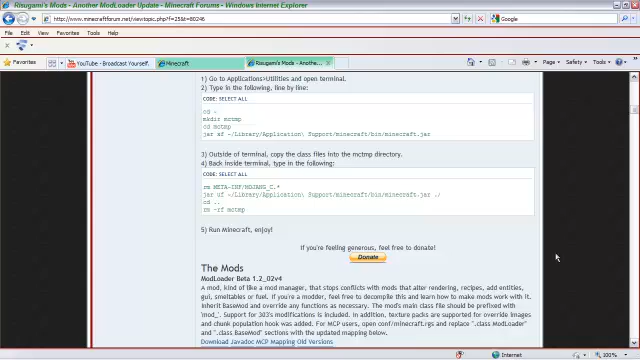 Risugami's Mods - Another ModLoader Update - Minecraft Forums - Windows Internet Explorer
http://www.minecraftforum.net/viewtopic.php?f=25&t=80246
Google
File Edit View Favorites Tools Help
Favorites
YouTube - Broadcast Yourself.
Minecraft
Risugami's Mods - Anothe...
Page
Safety
Tools
1) Go to Applications>Utilities and open terminal.
2) Type in the following, line by line:
CODE: SELECT ALL
cd ~
mkdir mctmp
cd mctmp
jar xf ~/Library/Application\ Support/minecraft/bin/minecraft.jar
3) Outside of terminal, copy the class files into the mctmp directory.
4) Back inside terminal, type in the following:
CODE: SELECT ALL
rm META-INF/MOJANG_C.*
jar uf ~/Library/Application\ Support/minecraft/bin/minecraft.jar ./
cd ..
rm -rf mctmp
5) Run Minecraft, enjoy!
If you're feeling generous, feel free to donate!
Donate
The Mods
ModLoader Beta 1.2_02v4
A mod, kind of like a mod manager, that stops conflicts with mods that alter rendering, recipes, add entities,
gui, smeltables or fuel. If you're a modder, feel free to decompile this and learn how to make mods work with it.
Inherit BaseMod and override any functions as necessary. The mod's main class file should be prefixed with
'mod_'. Support for 303's modifications is included. In addition, texture packs are supported for override images
and chunk population hook was added. For MCP users, open conf/minecraft.rgs and replace ".class ModLoader"
and ".class BaseMod" sections with the updated mapping below.
Download Javadoc MCP Mapping Old Versions
Internet
100%